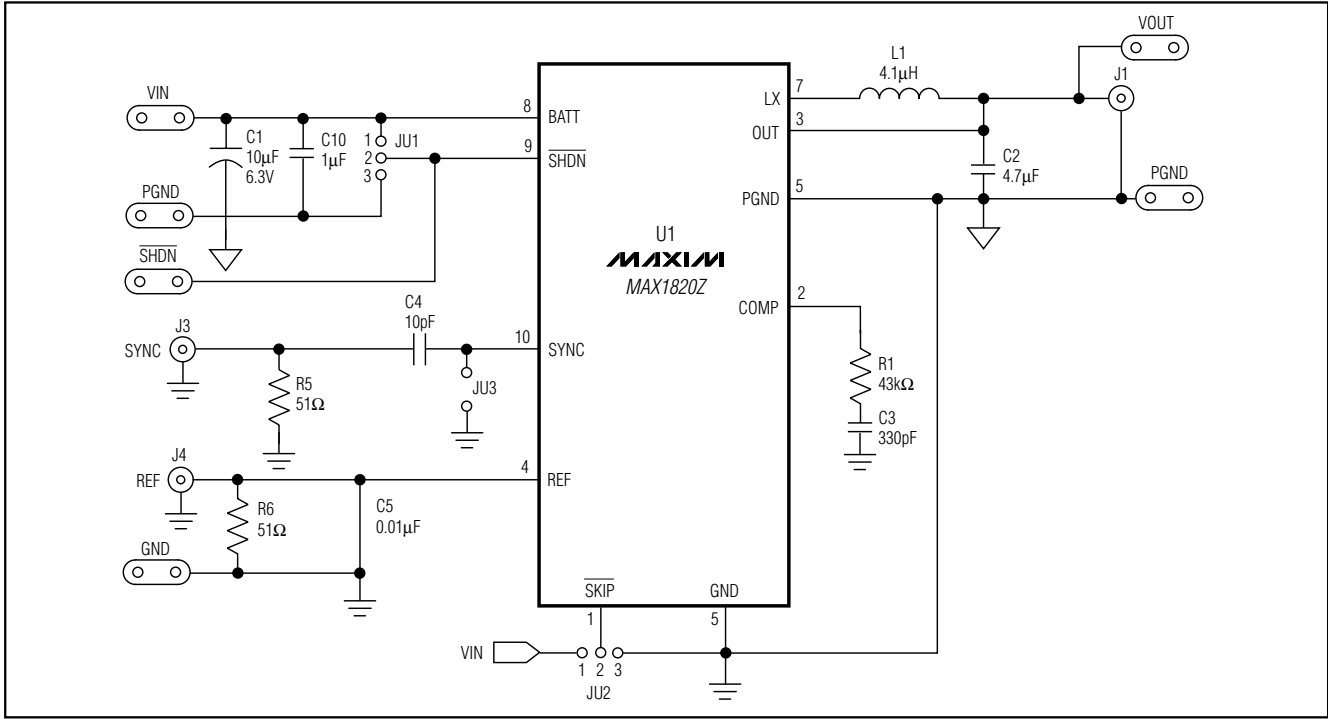 VOUT
L1
4.1μH
J1
7
LX
3
OUT
C2
4.7μF
PGND
5
PGND
VIN
8
BATT
C1
10μF
6.3V
C10
1μF
1
2
3
JU1
9
SHDN
PGND
SHDN
U1
MAXIM
MAX1820Z
2
COMP
R1
43kΩ
C3
330pF
C4
10pF
J3
SYNC
10
SYNC
R5
51Ω
JU3
J4
REF
4
REF
R6
51Ω
C5
0.01μF
GND
SKIP
GND
1
5
VIN
1 2 3
JU2